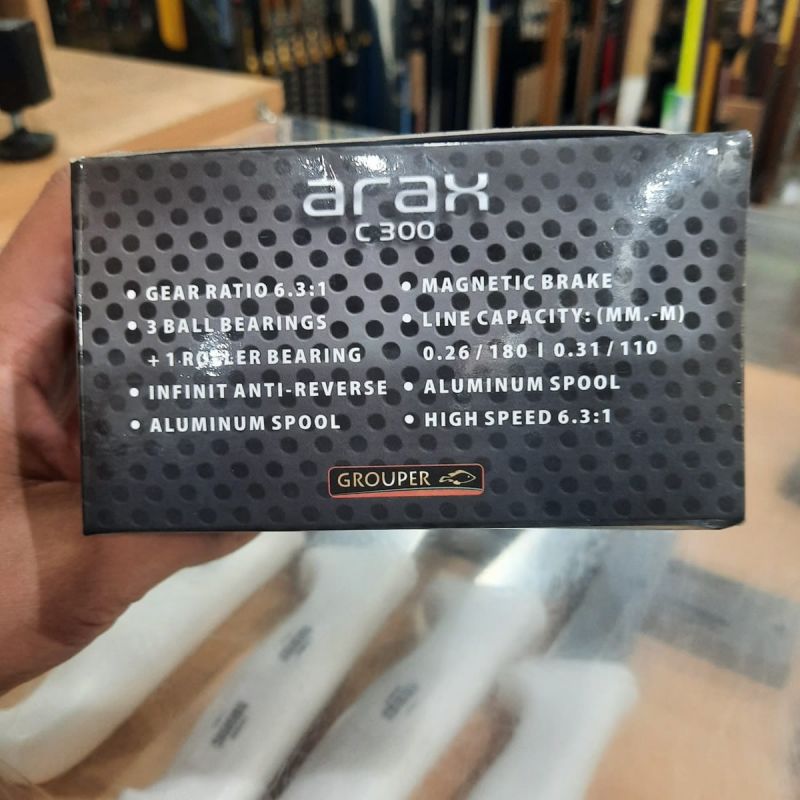 arax
C 300
• GEAR RATIO 6.3:1
• 3 BALL BEARINGS
+ 1 ROLLER BEARING
• INFINIT ANTI-REVERSE
• ALUMINUM SPOOL
• MAGNETIC BRAKE
• LINE CAPACITY: (MM.-M)
0.26 / 180 | 0.31 / 110
• ALUMINUM SPOOL
• HIGH SPEED 6.3:1
GROUPER